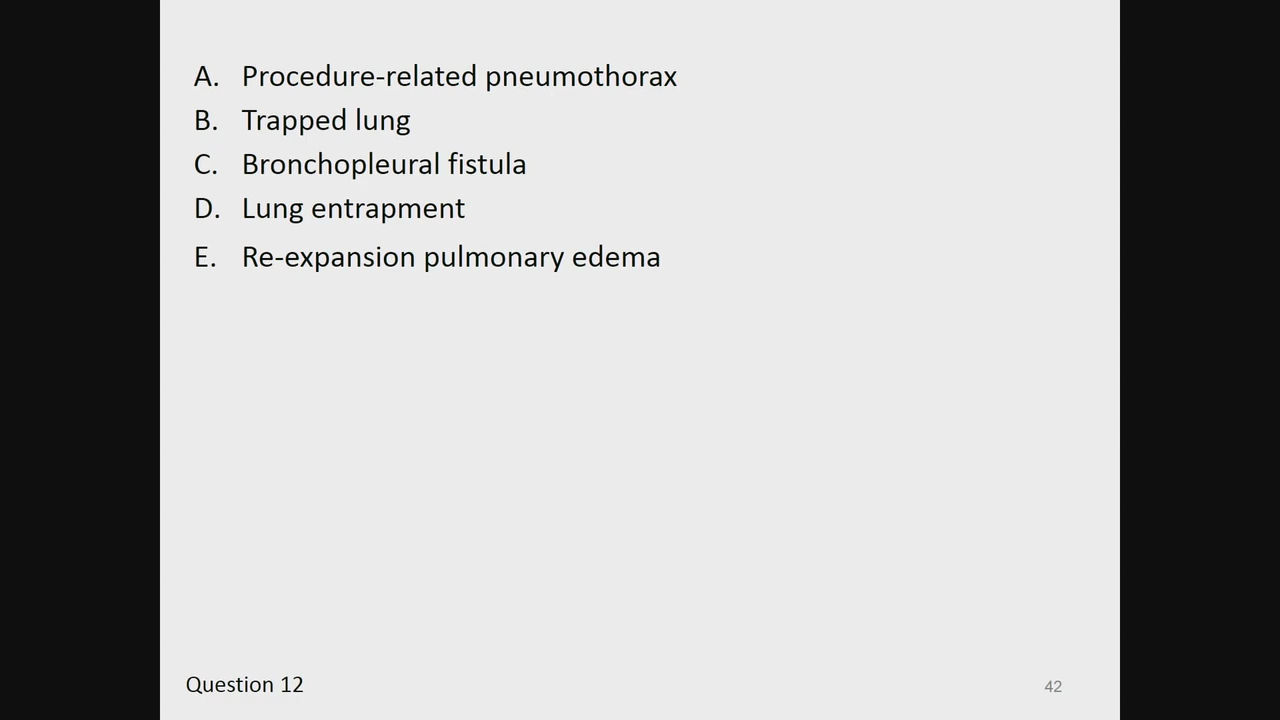 A. Procedure-related pneumothorax
B. Trapped lung
C. Bronchopleural fistula
D. Lung entrapment
E. Re-expansion pulmonary edema
Question 12
42